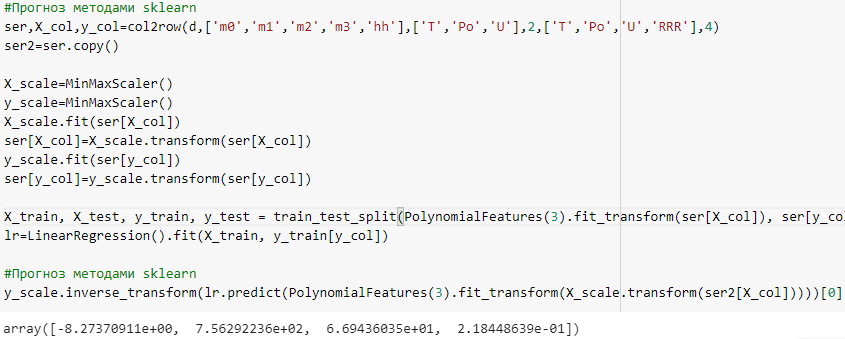 #Прогноз методами sklearn
ser,X_col,y_col=col2row(d,['m0','m1','m2','m3','hh'],['T','Po','U'],2,['T','Po','U','RRR'],4)
ser2=ser.copy()
X_scale=MinMaxScaler()
y_scale=MinMaxScaler()
X_scale.fit(ser[X_col])
ser[X_col]=X_scale.transform(ser[X_col])
y_scale.fit(ser[y_col])
ser[y_col]=y_scale.transform(ser[y_col])
X_train, X_test, y_train, y_test = train_test_split(PolynomialFeatures(3).fit_transform(ser[X_col]), ser[y_co
lr=LinearRegression().fit(X_train, y_train[y_col])
#Прогноз методами sklearn
y_scale.inverse_transform(lr.predict(PolynomialFeatures(3).fit_transform(X_scale.transform(ser2[X_col]))))[0]
array([-8.27370911e+00,  7.56292236e+02,  6.69436035e+01,  2.18448639e-01])